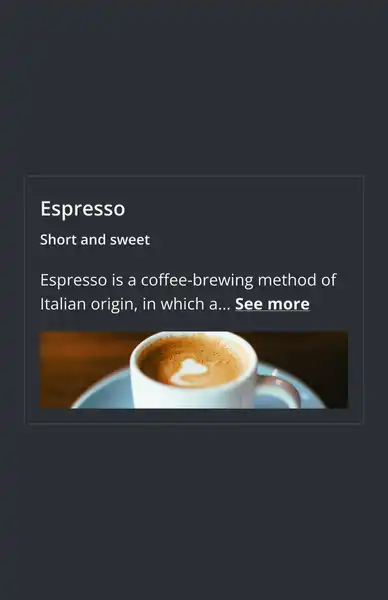 Espresso
Short and sweet
Espresso is a coffee-brewing method of
Italian origin, in which a... See more